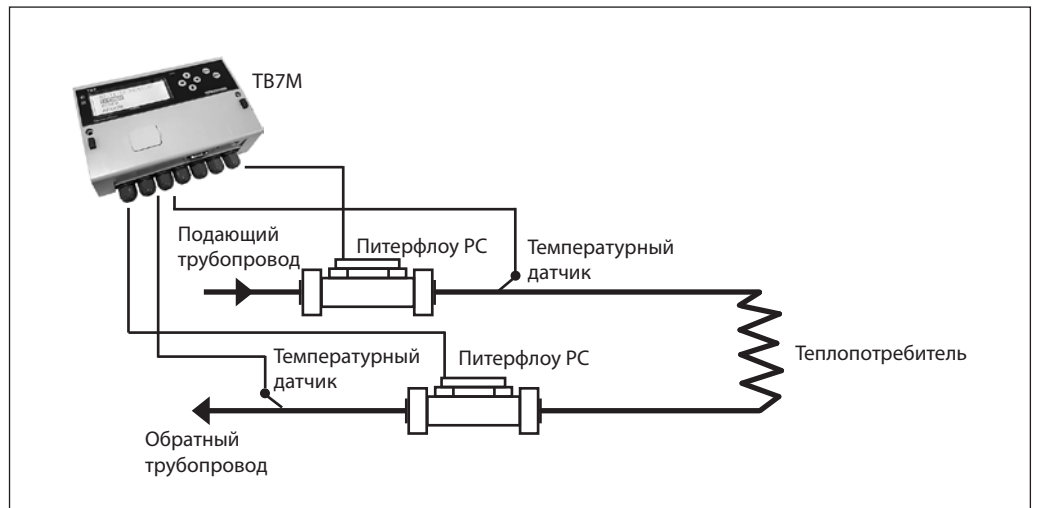 ТВ7М
Подающий
трубопровод
Питерфлоу РС
Температурный
датчик
Температурный
датчик
Питерфлоу РС
Теплопотребитель
Обратный
трубопровод